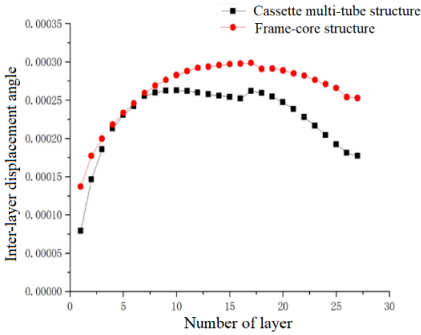 Cassette multi-tube structure
Frame-core structure
0.00035
0.00030
0.00025
0.00020
0.00015
0.00010
0.00005
0.00000
Inter-layer displacement angle
0 5 10 15 20 25 30
Number of layer